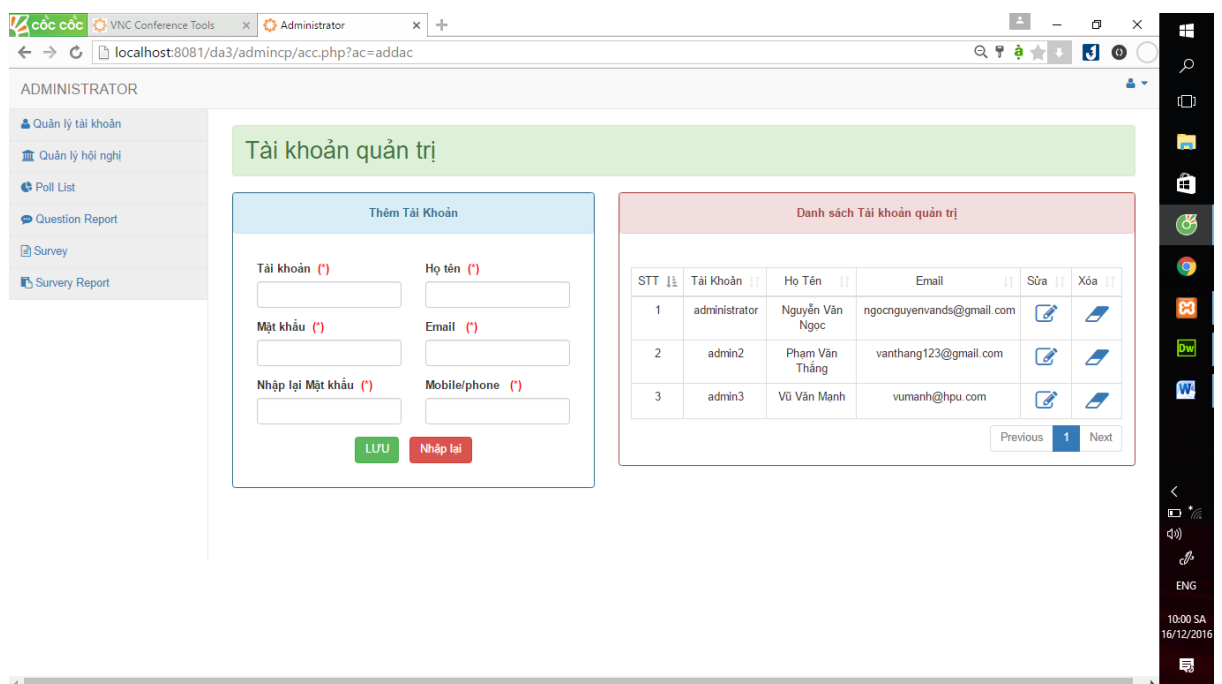 cốc cốc VNC Conference Tools Administrator
localhost:8081/da3/admincp/acc.php?ac=addac
ADMINISTRATOR
Quản lý tài khoản
Quản lý hội nghị
Poll List
Question Report
Survey
Survery Report
Tài khoản quản trị
Thêm Tài Khoản
Tài khoản (*) Họ tên (*)
Mật khẩu (*) Email (*)
Nhập lại Mật khẩu (*) Mobile/phone (*)
LƯU Nhập lại
Danh sách Tài khoản quản trị
STT Tài Khoản Họ Tên Email Sửa Xóa
1 administrator Nguyễn Văn Ngọc ngocnguyenvands@gmail.com
2 admin2 Phạm Văn Thắng vanthang123@gmail.com
3 admin3 Vũ Văn Mạnh vumanh@hpu.com
Previous 1 Next
Dw
W
ENG
10:00 SA
16/12/2016